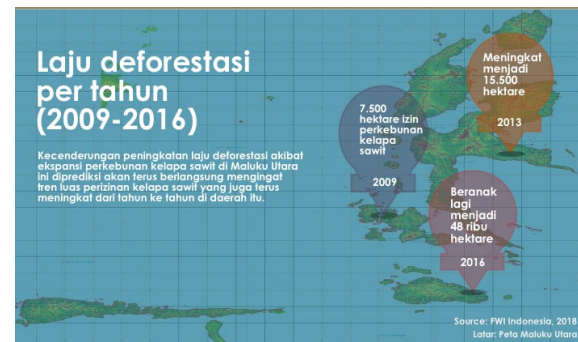 Laju deforestasi
per tahun
(2009-2016)
Kecenderungan peningkatan laju deforestasi akibat
ekspansi perkebunan kelapa sawit di Maluku Utara
ini diprediksi akan terus berlangsung mengingat
tren luas perizinan kelapa sawit yang juga terus
meningkat dari tahun ke tahun di daerah itu.
7.500
hektare izin
perkebunan
kelapa
sawit
2009
Meningkat
menjadi
15.500
hektare
2013
Beranak
lagi
menjadi
48 ribu
hektare
2016
Source: FWI Indonesia, 2018
Latar: Peta Maluku Utara